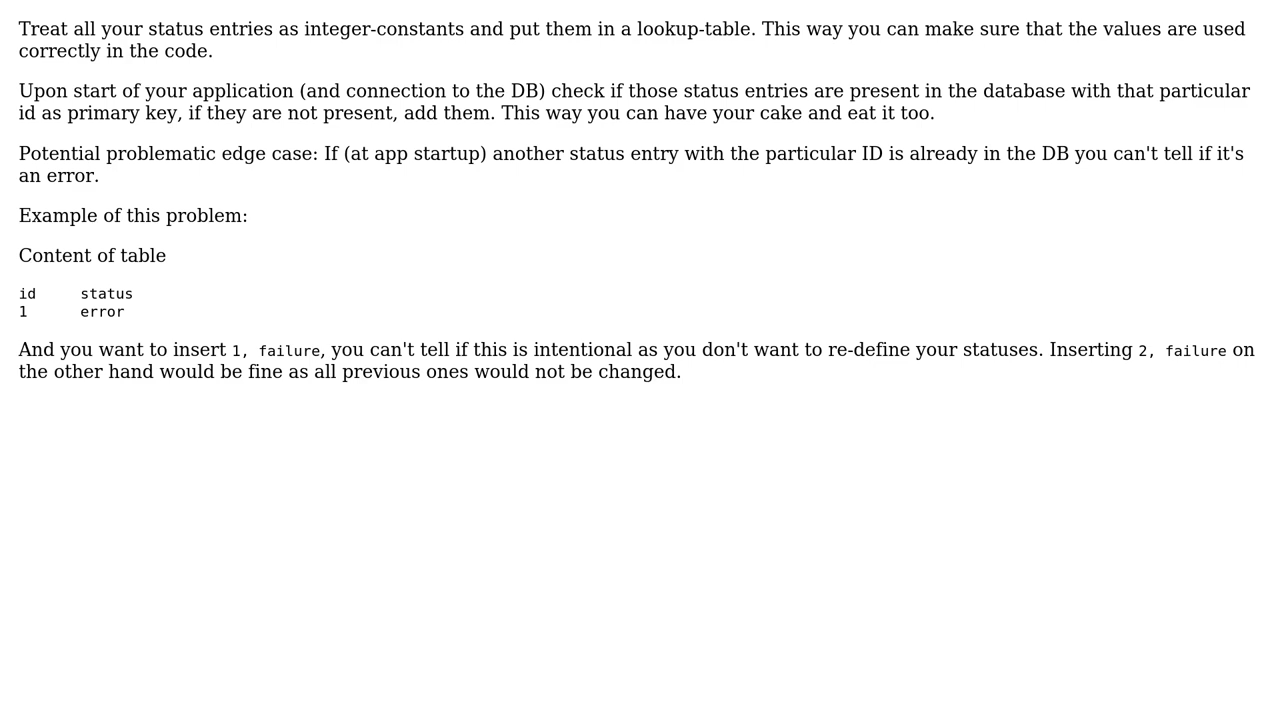 Treat all your status entries as integer-constants and put them in a lookup-table. This way you can make sure that the values are used
correctly in the code.
Upon start of your application (and connection to the DB) check if those status entries are present in the database with that particular
id as primary key, if they are not present, add them. This way you can have your cake and eat it too.
Potential problematic edge case: If (at app startup) another status entry with the particular ID is already in the DB you can't tell if it's
an error.
Example of this problem:
Content of table
id     status
1      error
And you want to insert 1, failure, you can't tell if this is intentional as you don't want to re-define your statuses. Inserting 2, failure on
the other hand would be fine as all previous ones would not be changed.